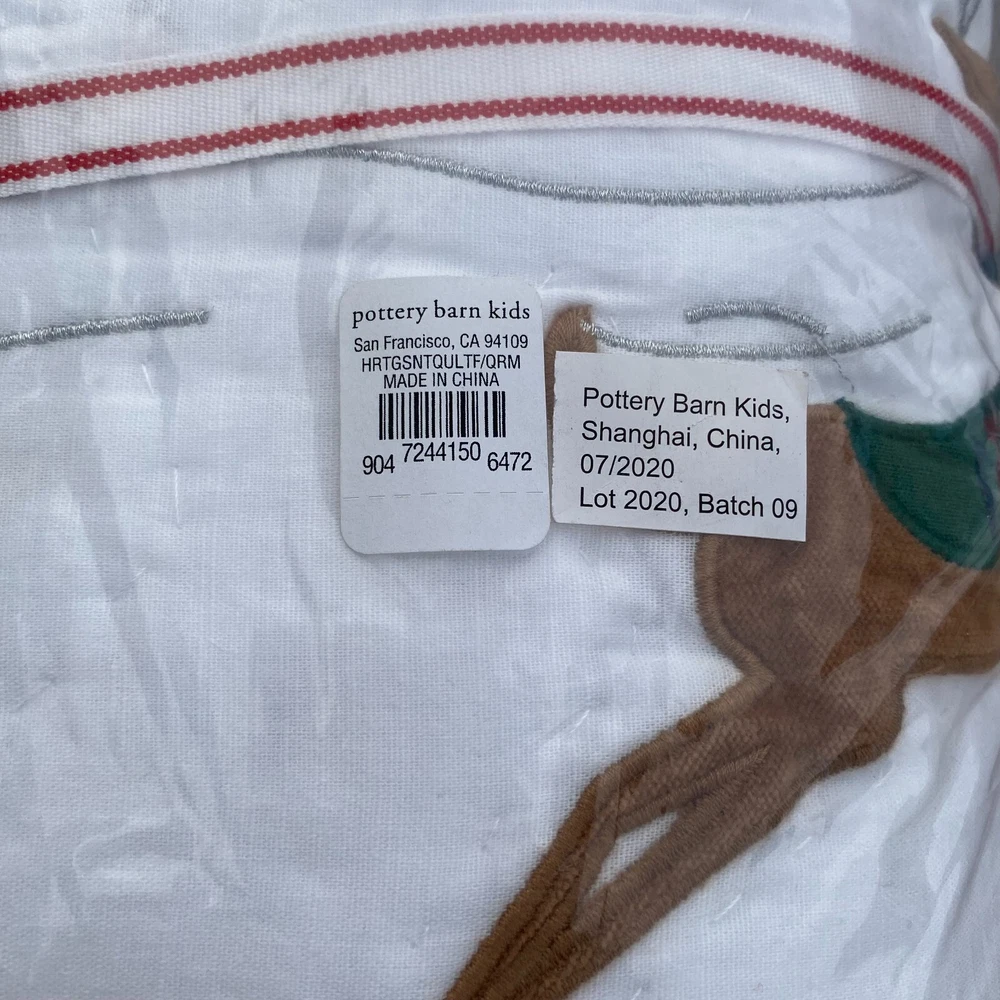 pottery barn kids
San Francisco, CA 94109
HRTGSNTQULTF/QRM
MADE IN CHINA
904 7244150 6472
Pottery Barn Kids,
Shanghai, China,
07/2020
Lot 2020, Batch 09